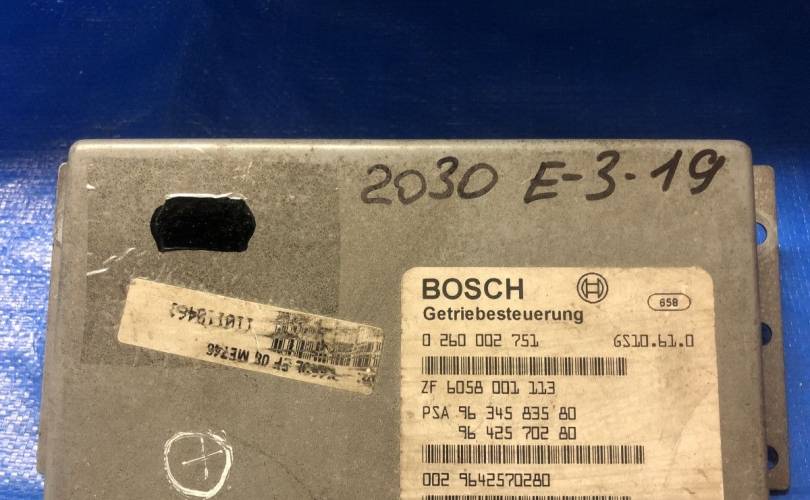 2030 E-3-19
BOSCH
658
Getriebesteuerung
0 260 002 751 GS10.61.0
ZF 6058 001 113
PSA 96 345 835 80
96 425 702 80
002 9642570280